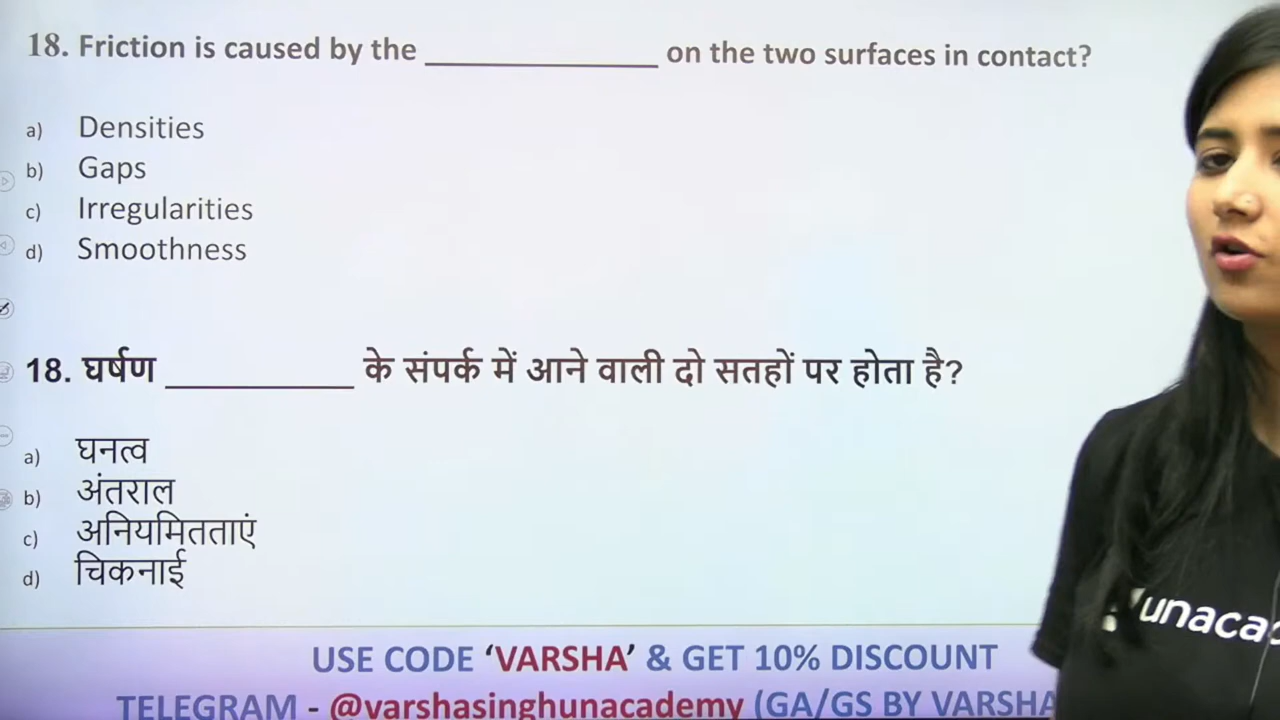 18. Friction is caused by the ______________ on the two surfaces in contact?
a) Densities
b) Gaps
c) Irregularities
d) Smoothness
18. घर्षण ____________ के संपर्क में आने वाली दो सतहों पर होता है?
a) घनत्व
b) अंतराल
c) अनियमितताएं
d) चिकनाई
USE CODE ‘VARSHA’ & GET 10% DISCOUNT
TELEGRAM - @varshasinghunacademy (GA/GS BY VARSHA
unaca